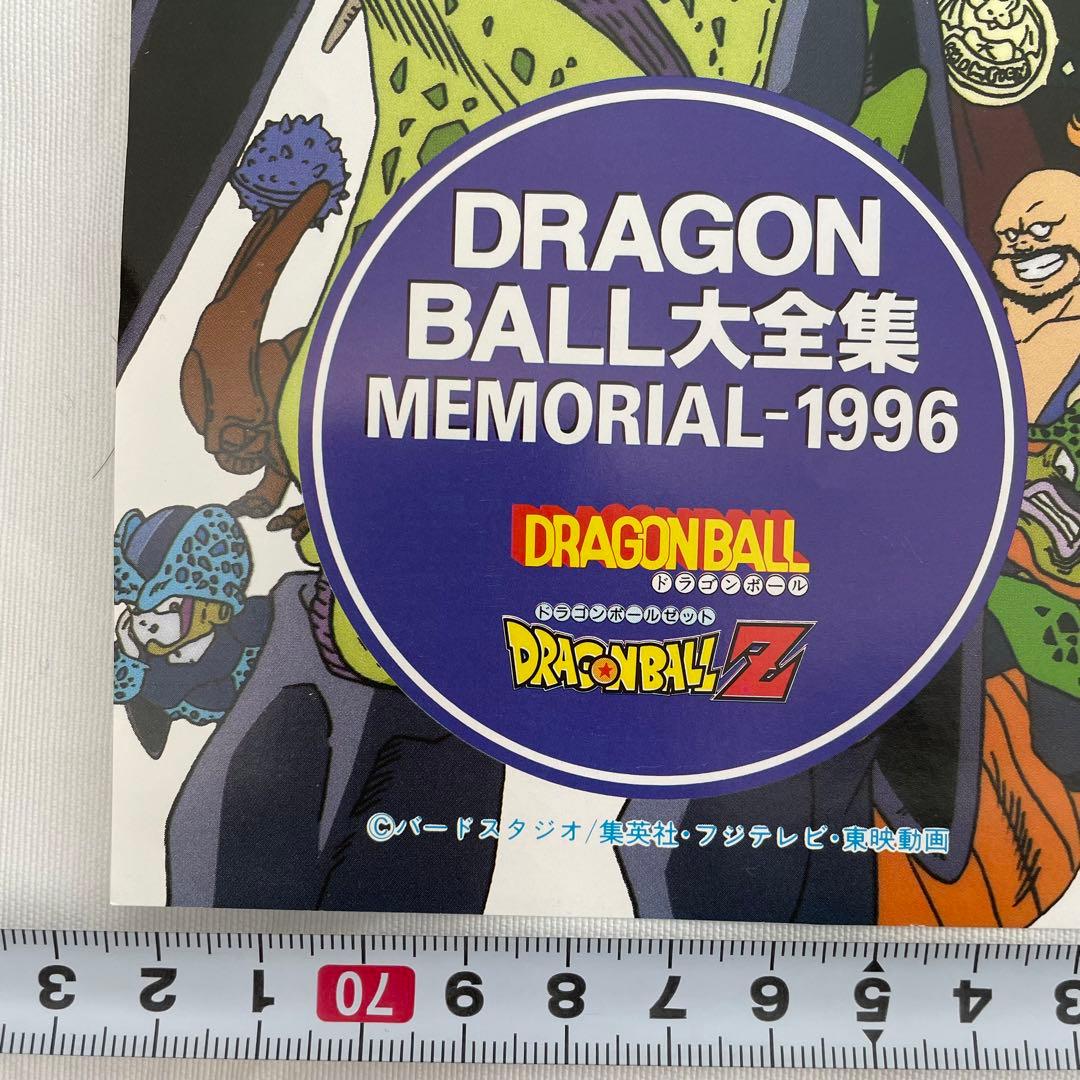 DRAGON
BALL大全集
MEMORIAL-1996
DRAGONBALL
ドラゴンボール
ドラゴンボールゼット
DRAGONBALL Z
©バードスタジオ/集英社・フジテレビ・東映動画
3 2 1 70 9 8 7 6 5 4 3